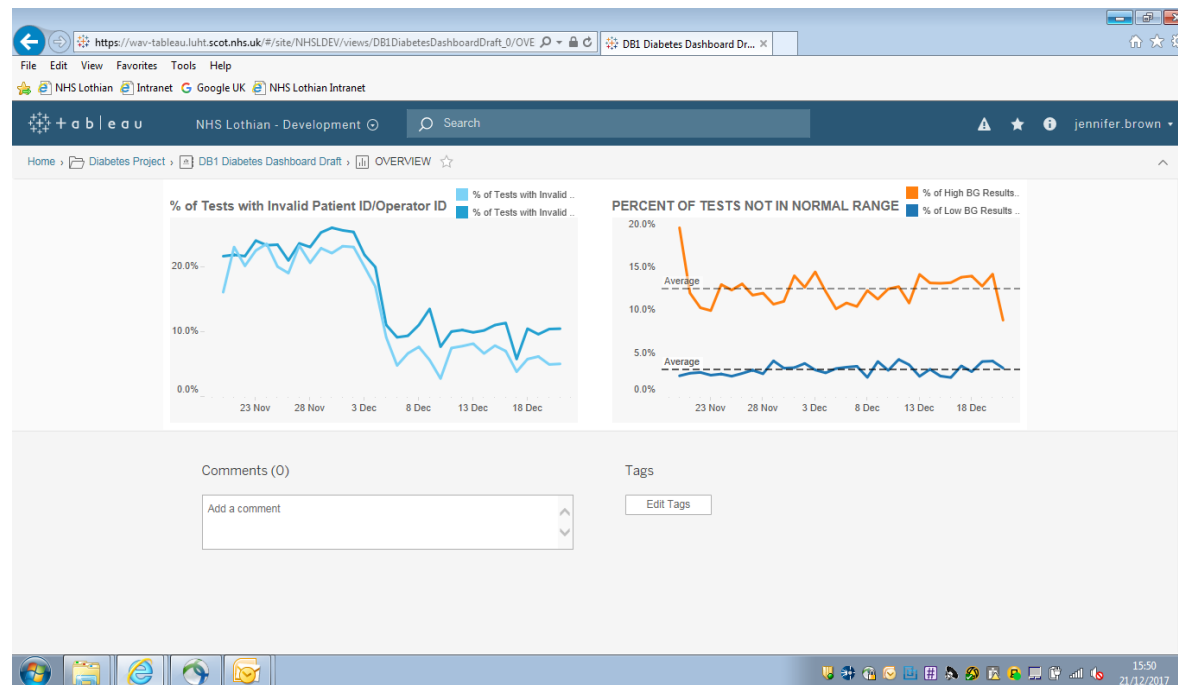 https://wav-tableau.luht.scot.nhs.uk/#/site/NHSLDEV/views/DB1DiabetesDashboardDraft_0/OVE
DB1 Diabetes Dashboard Dr...
File Edit View Favorites Tools Help
NHS Lothian Intranet Google UK NHS Lothian Intranet
+ableau NHS Lothian - Development Search jennifer.brown
Home › Diabetes Project › DB1 Diabetes Dashboard Draft › OVERVIEW
% of Tests with Invalid Patient ID/Operator ID
% of Tests with Invalid ..
% of Tests with Invalid ..
20.0%
10.0%
0.0%
23 Nov 28 Nov 3 Dec 8 Dec 13 Dec 18 Dec
PERCENT OF TESTS NOT IN NORMAL RANGE
% of High BG Results..
% of Low BG Results ..
20.0%
15.0%
Average
10.0%
5.0%
Average
0.0%
23 Nov 28 Nov 3 Dec 8 Dec 13 Dec 18 Dec
Comments (0)
Add a comment
Tags
Edit Tags
15:50
21/12/2017